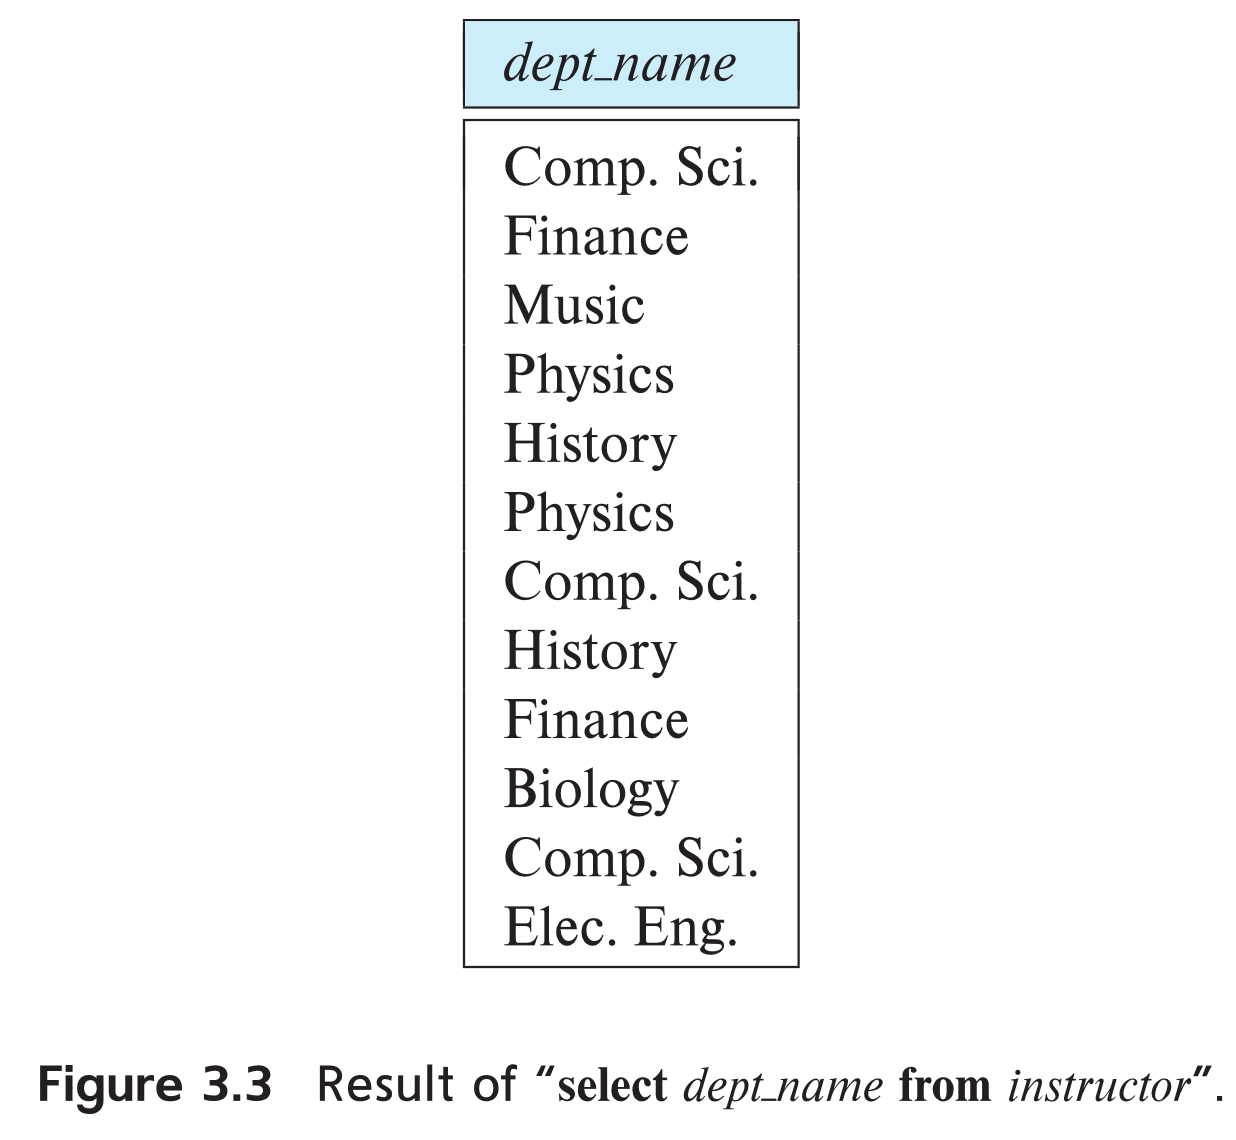 dept_name
Comp. Sci.
Finance
Music
Physics
History
Physics
Comp. Sci.
History
Finance
Biology
Comp. Sci.
Elec. Eng.
Figure 3.3 Result of “select dept_name from instructor”.